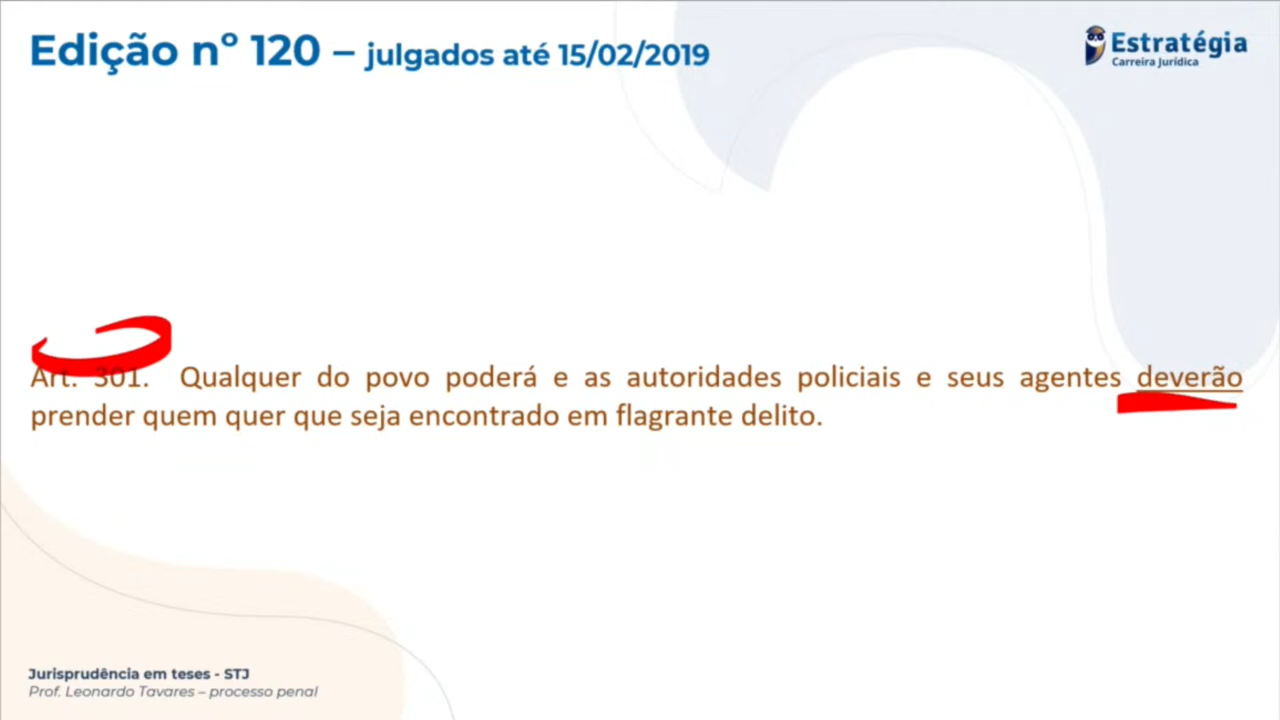 Edição nº 120 – julgados até 15/02/2019
Estratégia
Carreira Jurídica
Art. 301. Qualquer do povo poderá e as autoridades policiais e seus agentes deverão
prender quem quer que seja encontrado em flagrante delito.
Jurisprudência em teses - STJ
Prof. Leonardo Tavares – processo penal